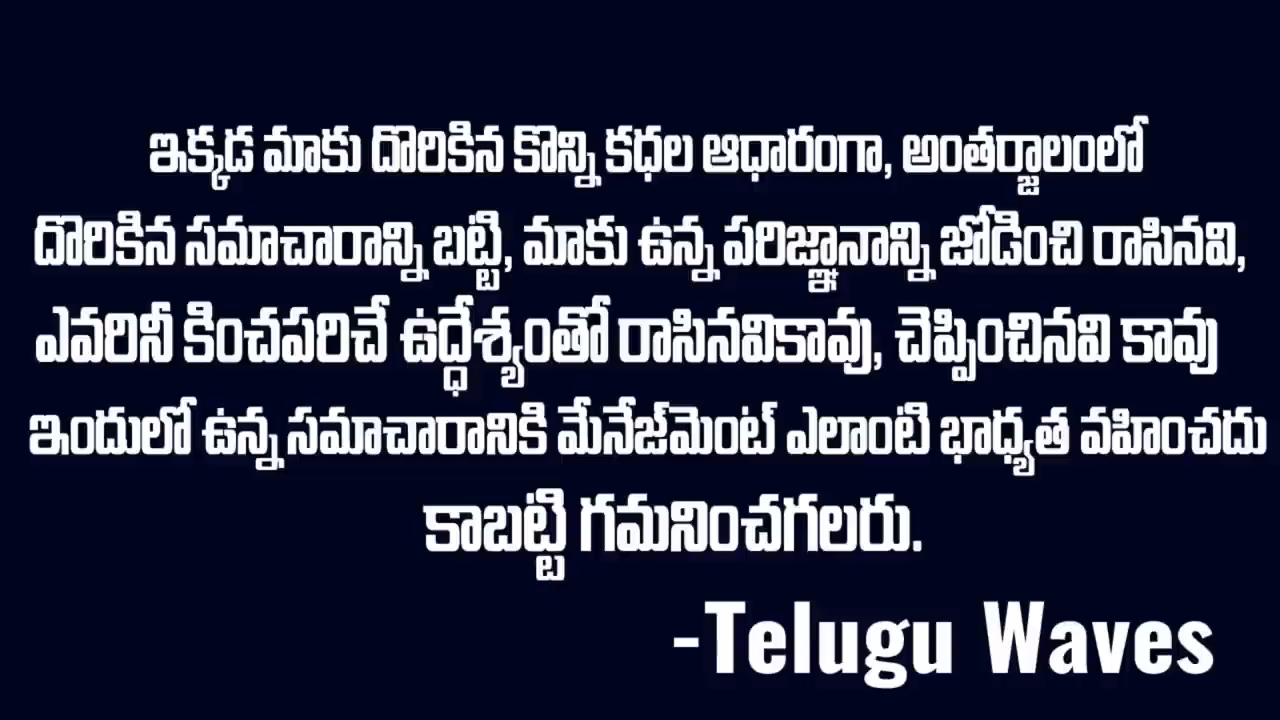 ఇక్కడ మాకు దొరికిన కొన్ని కధల ఆధారంగా, అంతర్జాలంలో
దొరికిన సమాచారాన్ని బట్టి, మాకు ఉన్న పరిజ్ఞానాన్ని జోడించి రాసినవి,
ఎవరినీ కించపరిచే ఉద్ధేశ్యంతో రాసినవికావు, చెప్పించినవి కావు
ఇందులో ఉన్న సమాచారానికి మేనేజ్‌మెంట్ ఎలాంటి భాధ్యత వహించదు
కాబట్టి గమనించగలరు.
-Telugu Waves